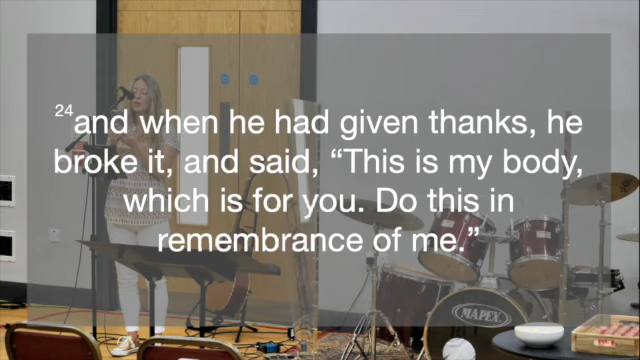 24and when he had given thanks, he
broke it, and said, “This is my body,
which is for you. Do this in
remembrance of me.”
MAPEX